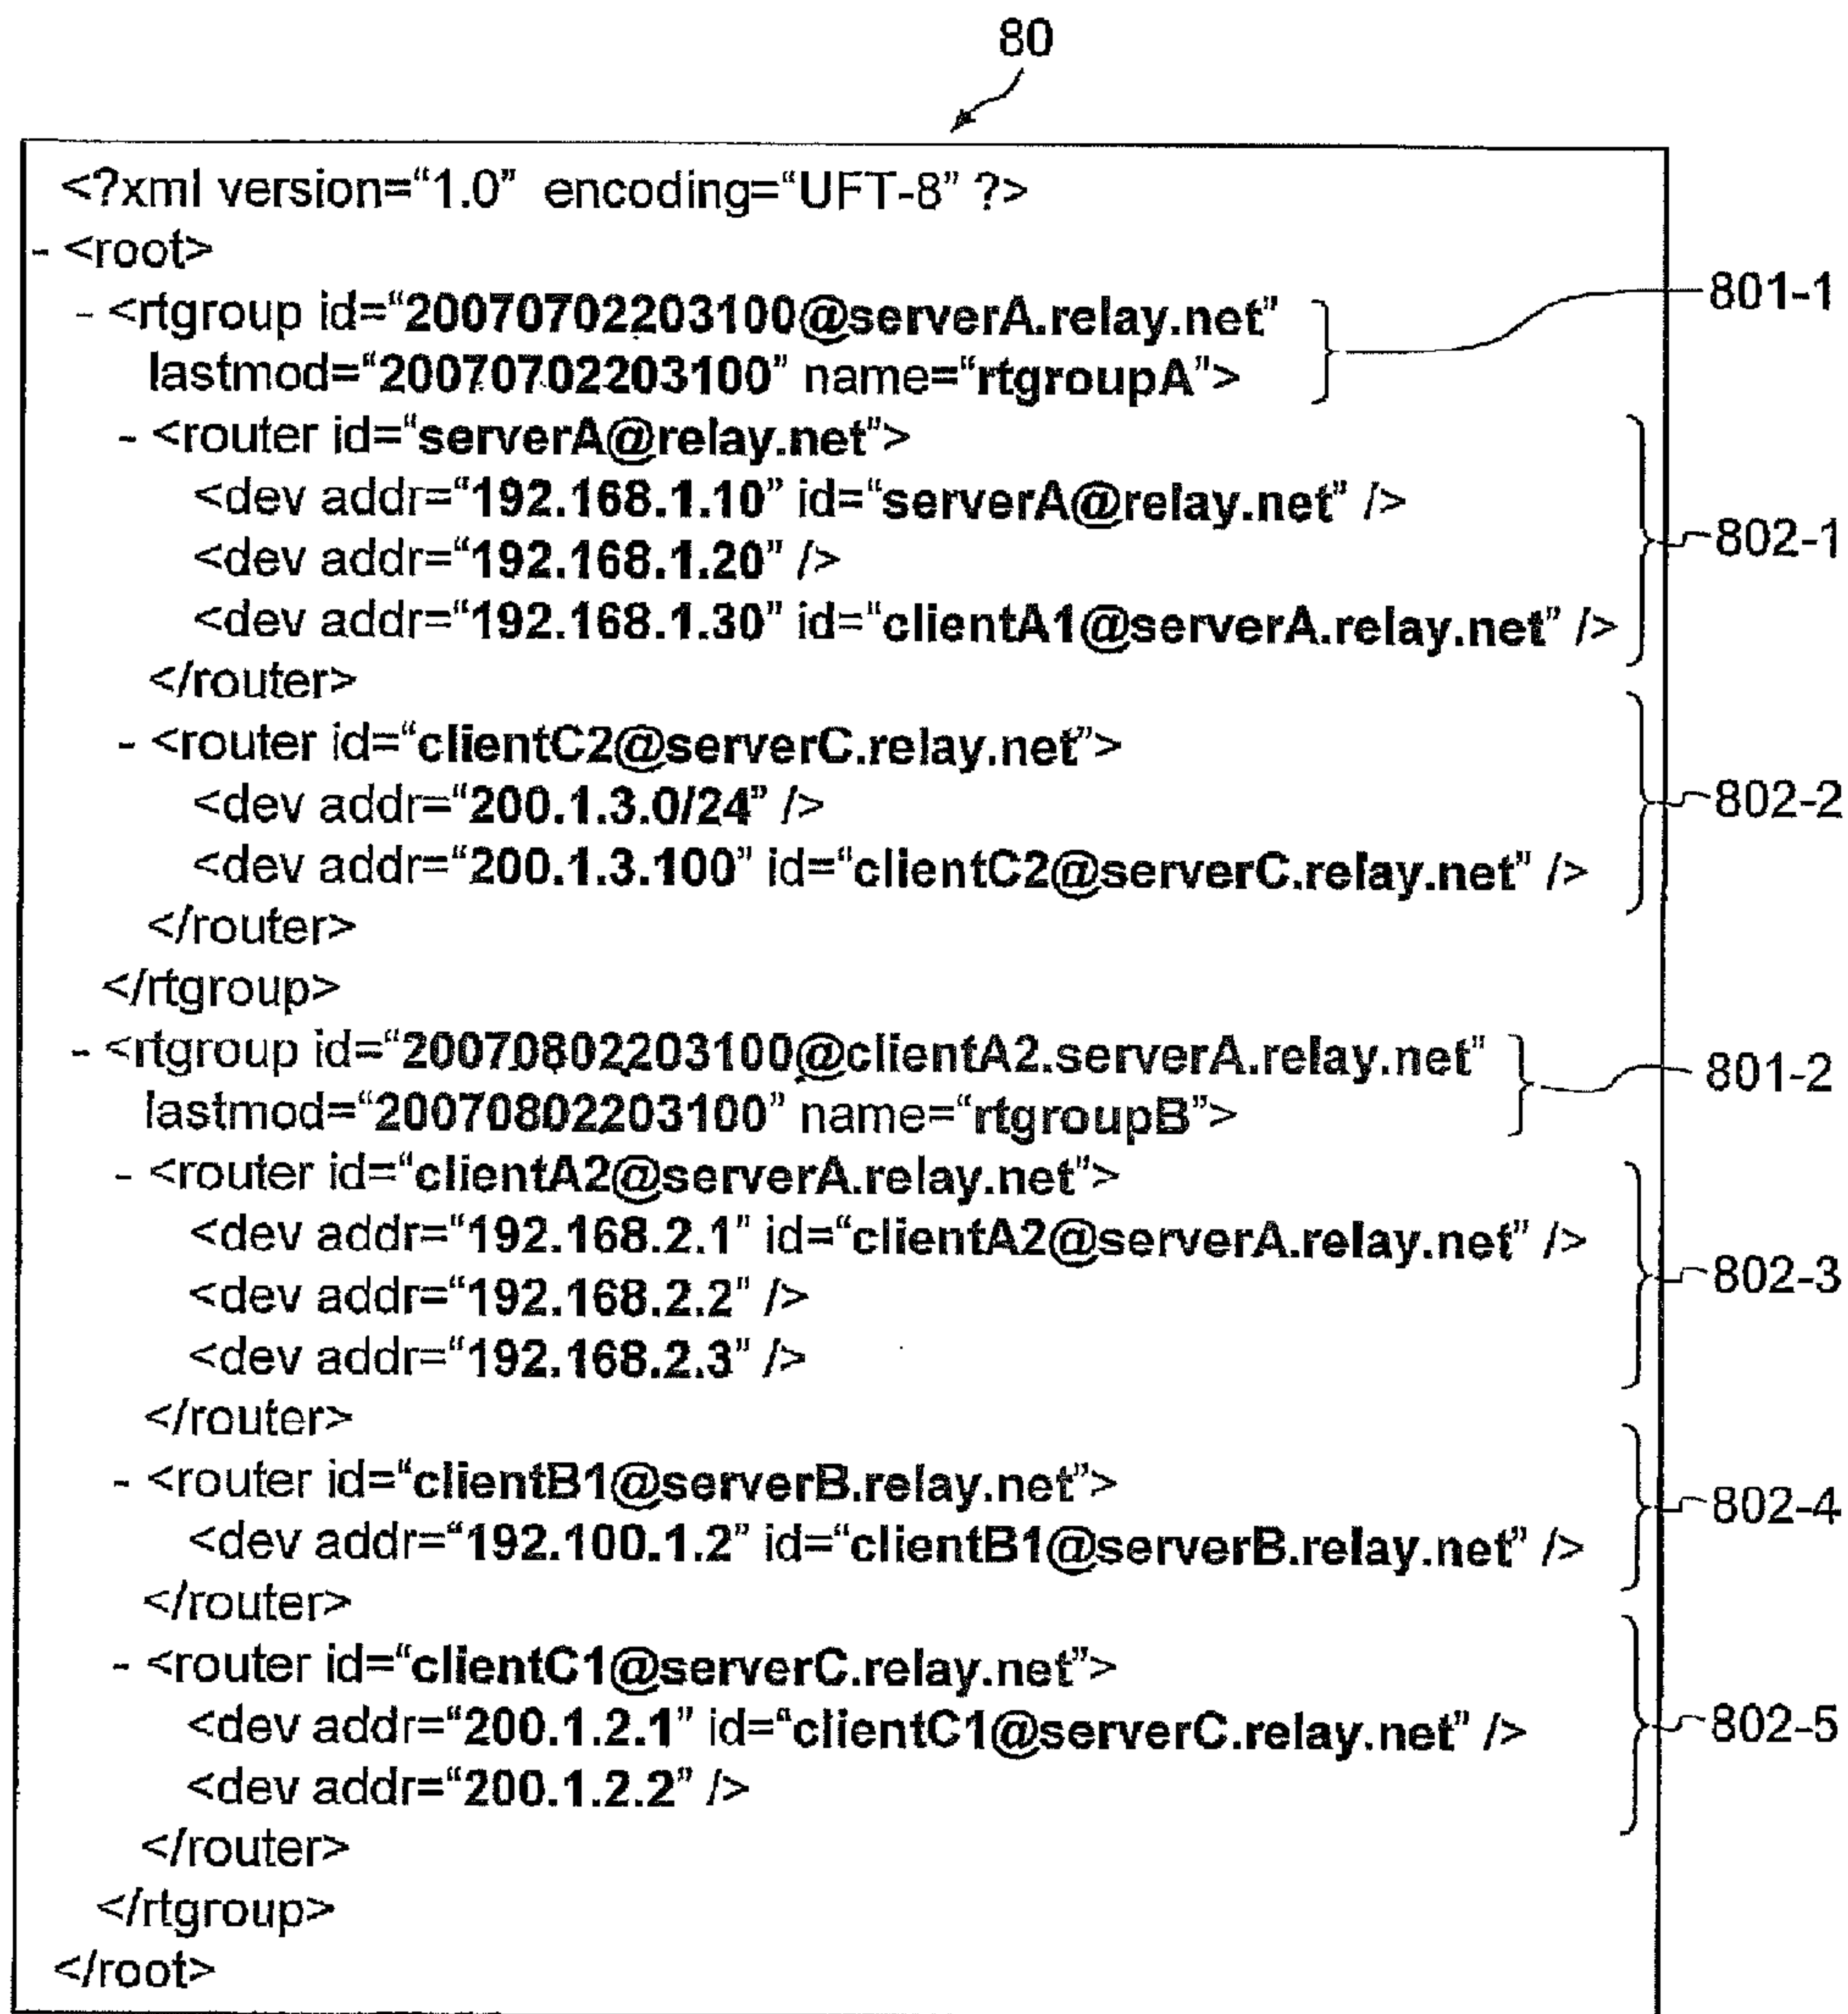 80
<?xml version=“1.0” encoding=“UFT-8” ?>
- <root>
- <rtgroup id=“20070702203100@serverA.relay.net”
lastmod=“20070702203100” name=“rtgroupA”>
801-1
- <router id=“serverA@relay.net”>
<dev addr=“192.168.1.10” id=“serverA@relay.net” />
<dev addr=“192.168.1.20” />
<dev addr=“192.168.1.30” id=“clientA1@serverA.relay.net” />
</router>
802-1
- <router id=“clientC2@serverC.relay.net”>
<dev addr=“200.1.3.0/24” />
<dev addr=“200.1.3.100” id=“clientC2@serverC.relay.net” />
</router>
802-2
</rtgroup>
- <rtgroup id=“20070802203100@clientA2.serverA.relay.net”
lastmod=“20070802203100” name=“rtgroupB”>
801-2
- <router id=“clientA2@serverA.relay.net”>
<dev addr=“192.168.2.1” id=“clientA2@serverA.relay.net” />
<dev addr=“192.168.2.2” />
<dev addr=“192.168.2.3” />
</router>
802-3
- <router id=“clientB1@serverB.relay.net”>
<dev addr=“192.100.1.2” id=“clientB1@serverB.relay.net” />
</router>
802-4
- <router id=“clientC1@serverC.relay.net”>
<dev addr=“200.1.2.1” id=“clientC1@serverC.relay.net” />
<dev addr=“200.1.2.2” />
</router>
802-5
</rtgroup>
</root>